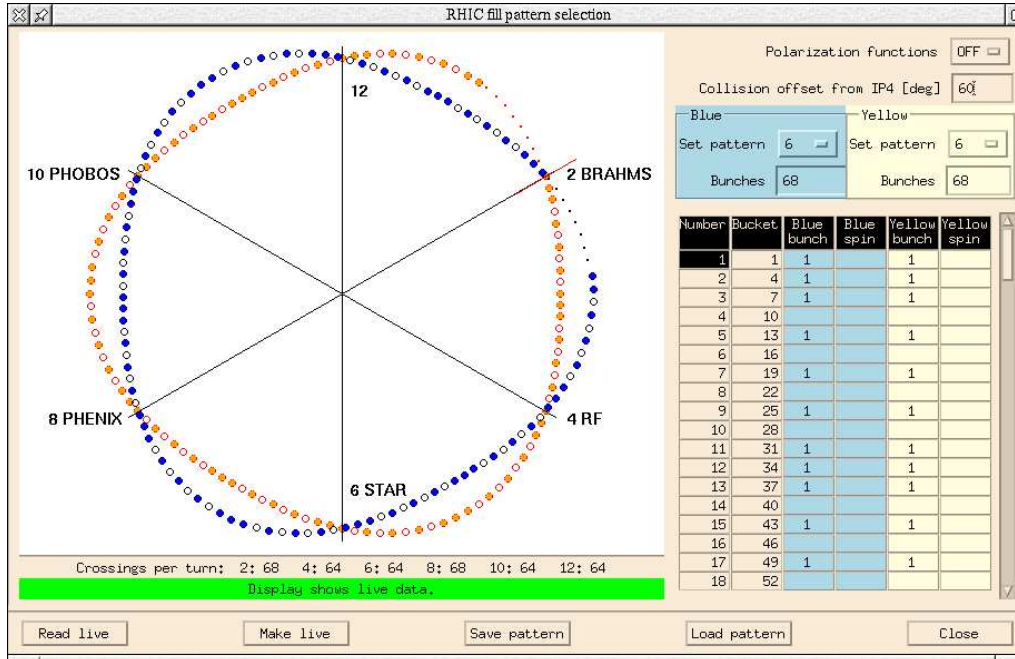 RHIC fill pattern selection
Polarization functions OFF
Collision offset from IP4 [deg] 60
12
Blue Yellow
Set pattern 6 Set pattern 6
Bunches 68 Bunches 68
10 PHOBOS 2 BRAHMS
Number Bucket Blue bunch Blue spin Yellow bunch Yellow spin
1 1 1 1
2 4 1 1
3 7 1 1
4 10
5 13 1 1
6 16
7 19 1 1
8 22
9 25 1 1
10 28
11 31 1 1
12 34 1 1
13 37 1 1
14 40
15 43 1 1
16 46
17 49 1 1
18 52
8 PHENIX 4 RF
6 STAR
Crossings per turn: 2: 68 4: 64 6: 64 8: 68 10: 64 12: 64
Display shows live data.
Read live Make live Save pattern Load pattern Close